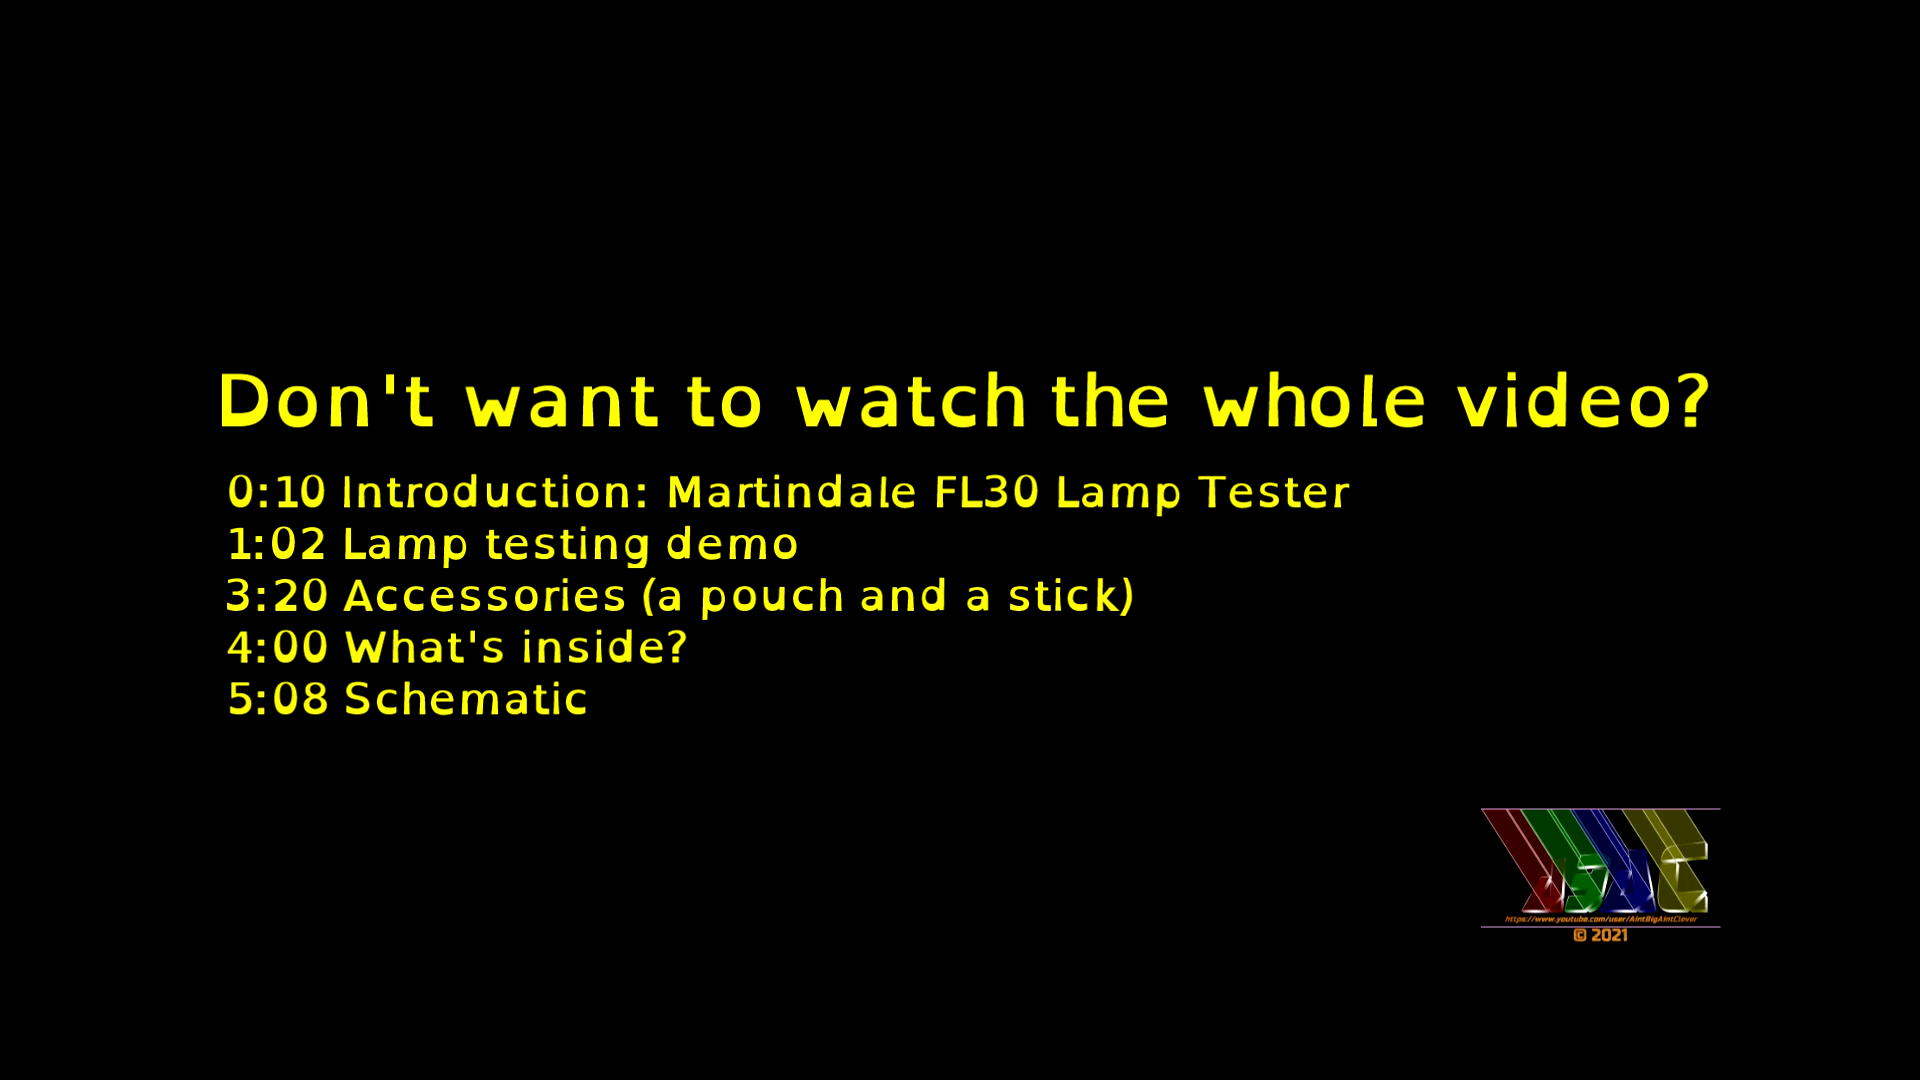 Don't want to watch the whole video?
0:10 Introduction: Martindale FL30 Lamp Tester
1:02 Lamp testing demo
3:20 Accessories (a pouch and a stick)
4:00 What's inside?
5:08 Schematic
https://www.youtube.com/user/AintBigAintClever
© 2021